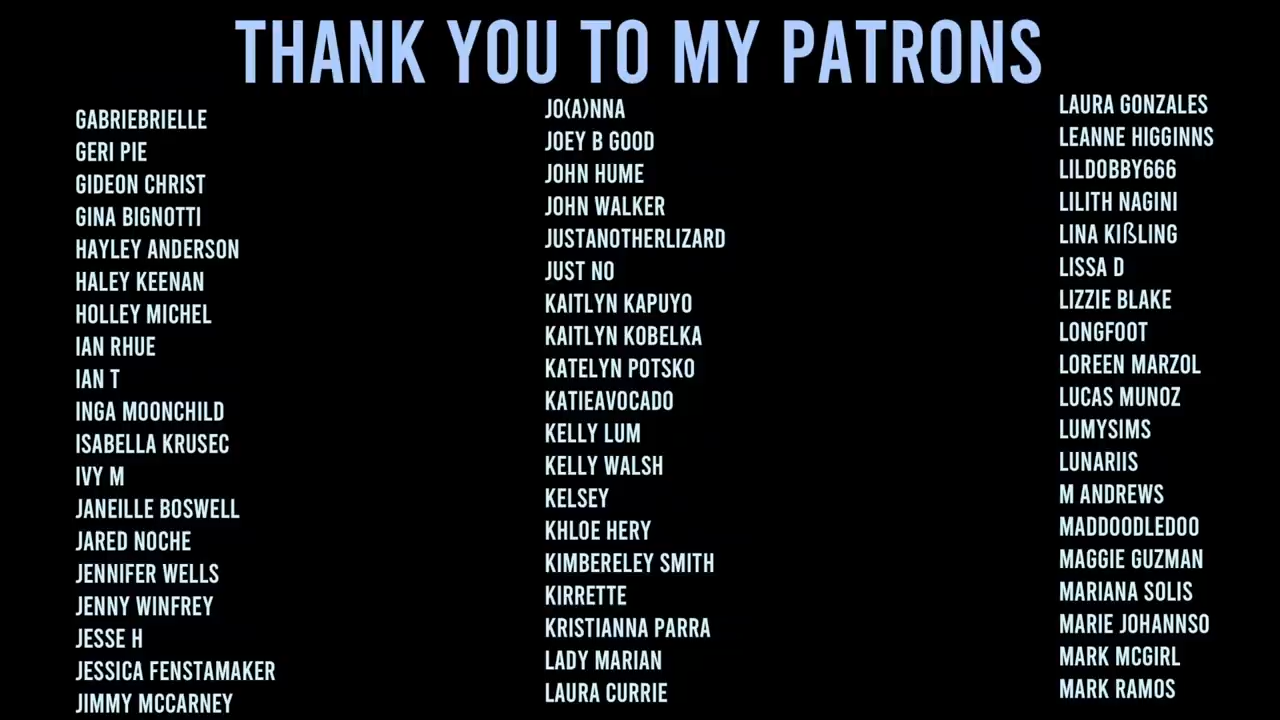 THANK YOU TO MY PATRONS
GABRIEBRIELLE
GERI PIE
GIDEON CHRIST
GINA BIGNOTTI
HAYLEY ANDERSON
HALEY KEENAN
HOLLEY MICHEL
IAN RHUE
IAN T
INGA MOONCHILD
ISABELLA KRUSEC
IVY M
JANEILLE BOSWELL
JARED NOCHE
JENNIFER WELLS
JENNY WINFREY
JESSE H
JESSICA FENSTAMAKER
JIMMY MCCARNEY
JO(A)NNA
JOEY B GOOD
JOHN HUME
JOHN WALKER
JUSTANOTHERLIZARD
JUST NO
KAITLYN KAPUYO
KAITLYN KOBELKA
KATELYN POTSKO
KATIEAVOCADO
KELLY LUM
KELLY WALSH
KELSEY
KHLOE HERY
KIMBERELEY SMITH
KIRRETTE
KRISTIANNA PARRA
LADY MARIAN
LAURA CURRIE
LAURA GONZALES
LEANNE HIGGINNS
LILDOBBY666
LILITH NAGINI
LINA KIßLING
LISSA D
LIZZIE BLAKE
LONGFOOT
LOREEN MARZOL
LUCAS MUNOZ
LUMYSIMS
LUNARIIS
M ANDREWS
MADDOODLEDOO
MAGGIE GUZMAN
MARIANA SOLIS
MARIE JOHANNSO
MARK MCGIRL
MARK RAMOS